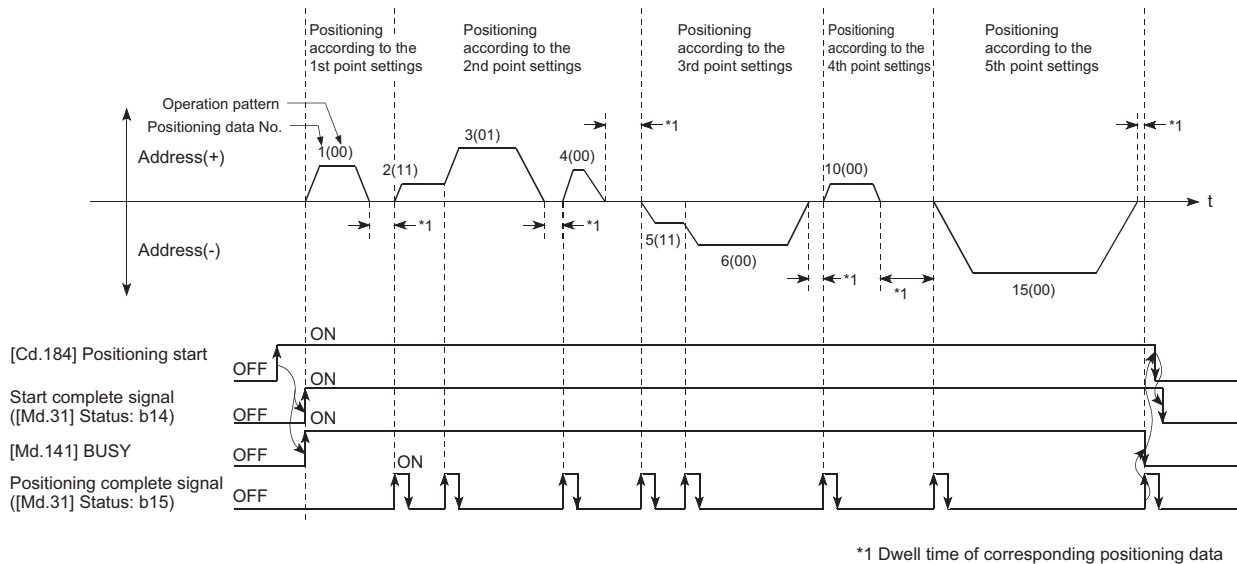 Positioning
according to the
1st point settings
Positioning
according to the
2nd point settings
Positioning
according to the
3rd point settings
Positioning
according to the
4th point settings
Positioning
according to the
5th point settings
Operation pattern
Positioning data No.
Address(+)
Address(-)
1(00)
2(11)
3(01)
4(00)
5(11)
6(00)
10(00)
15(00)
*1
*1
*1
*1
*1
*1
t
[Cd.184] Positioning start
OFF
ON
Start complete signal
([Md.31] Status: b14)
OFF
ON
[Md.141] BUSY
OFF
ON
Positioning complete signal
([Md.31] Status: b15)
OFF
ON
*1 Dwell time of corresponding positioning data